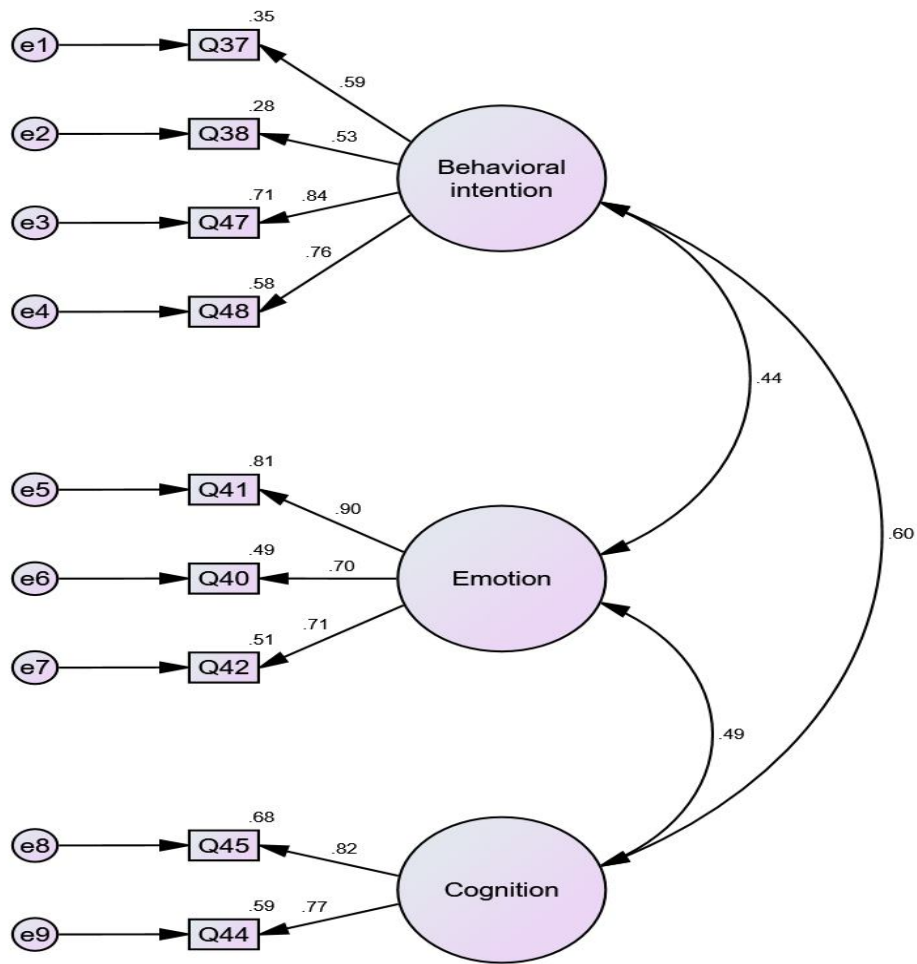 .35
e1 Q37
.59
.28
e2 Q38
.53
Behavioral
intention
.71 .84
e3 Q47
.76
.58
e4 Q48
.44
.81
e5 Q41
.90
.49
e6 Q40
.70
Emotion
.60
.51 .71
e7 Q42
.49
.68
e8 Q45
.82
Cognition
.59 .77
e9 Q44